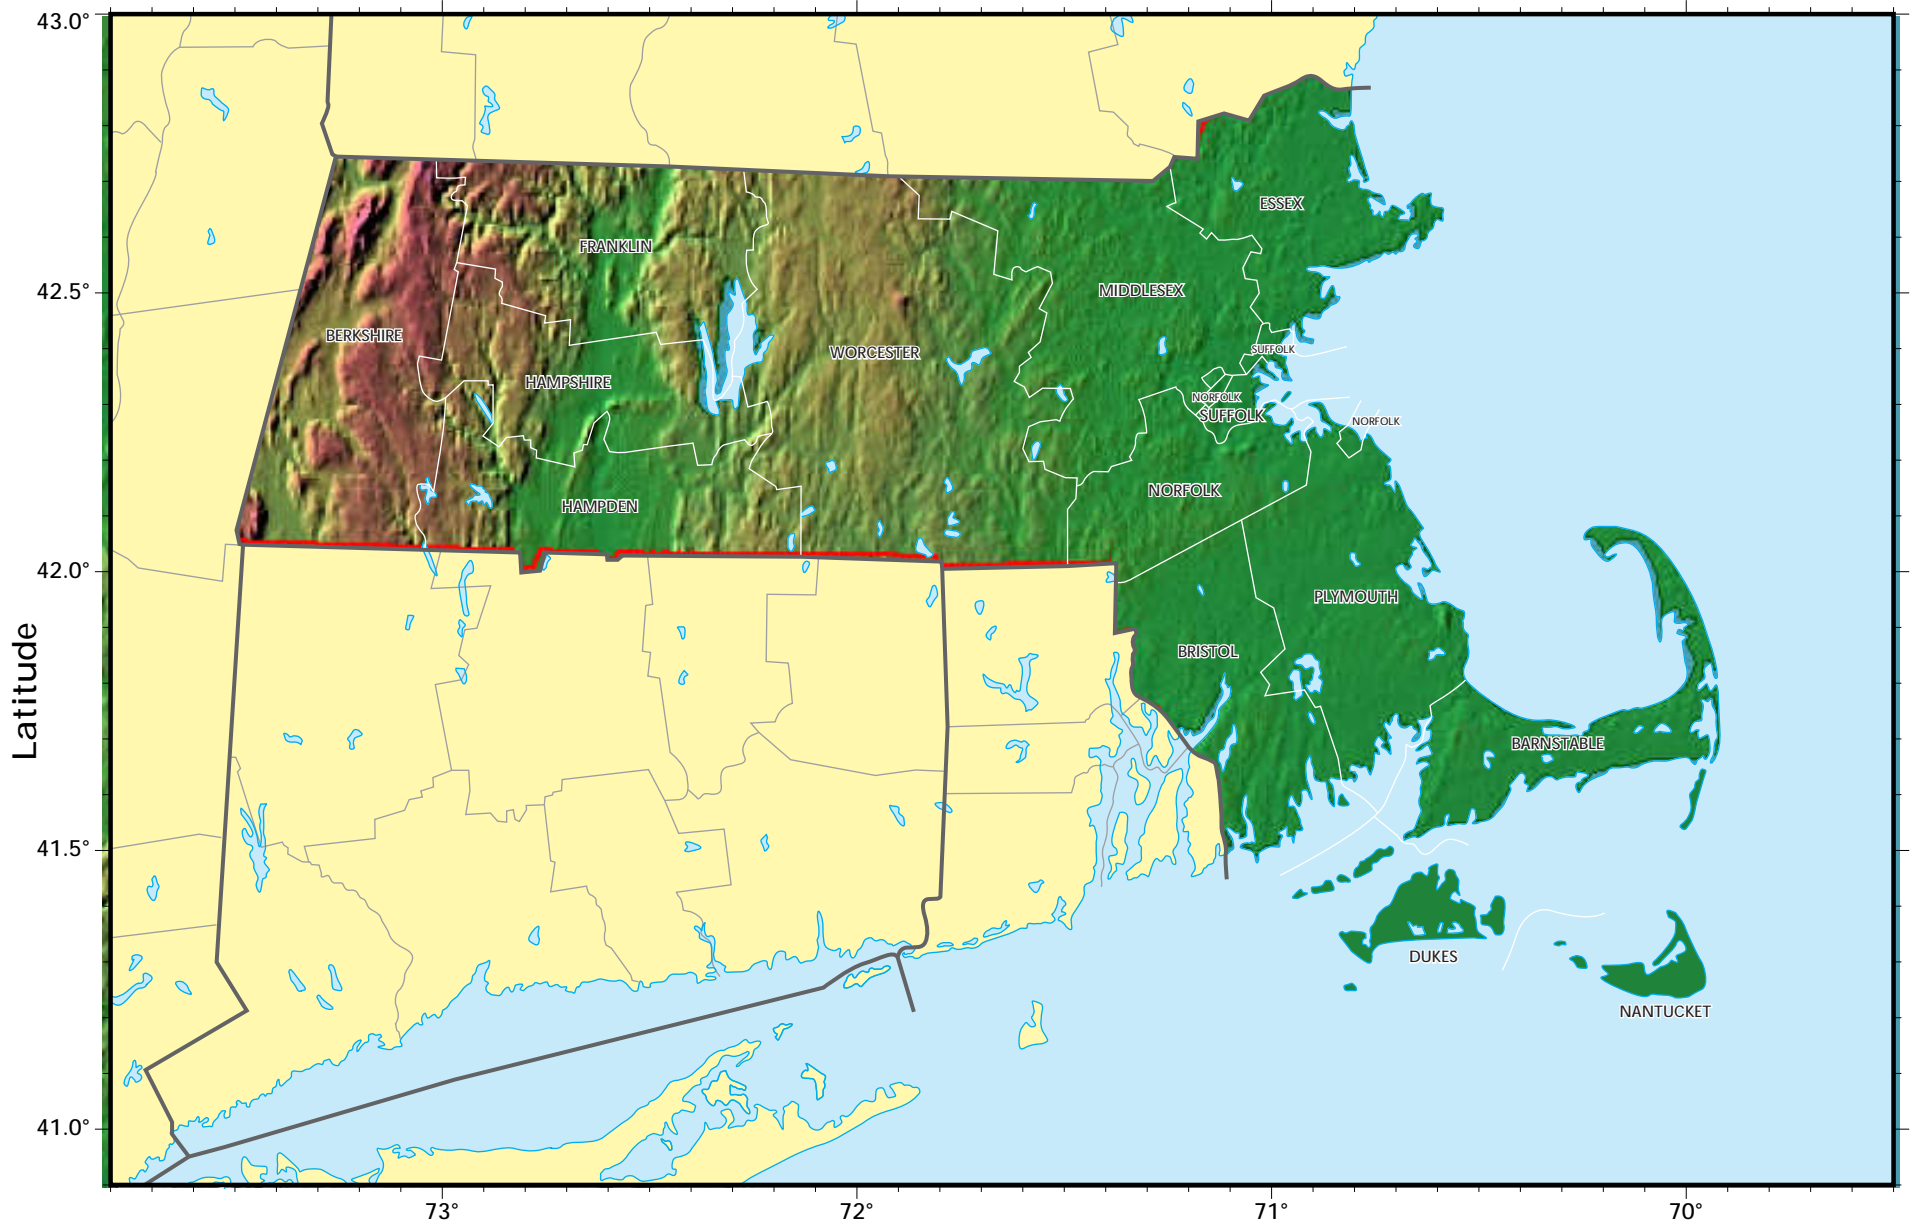 43.0°
ESSEX
FRANKLIN
42.5°
MIDDLESEX
BERKSHIRE
SUFFOLK
WORCESTER
HAMPSHIRE
NORFOLK
SUFFOLK
NORFOLK
NORFOLK
HAMPDEN
42.0°
PLYMOUTH
BRISTOL
Latitude
BARNSTABLE
41.5°
DUKES
NANTUCKET
41.0°
73°
72°
71°
70°